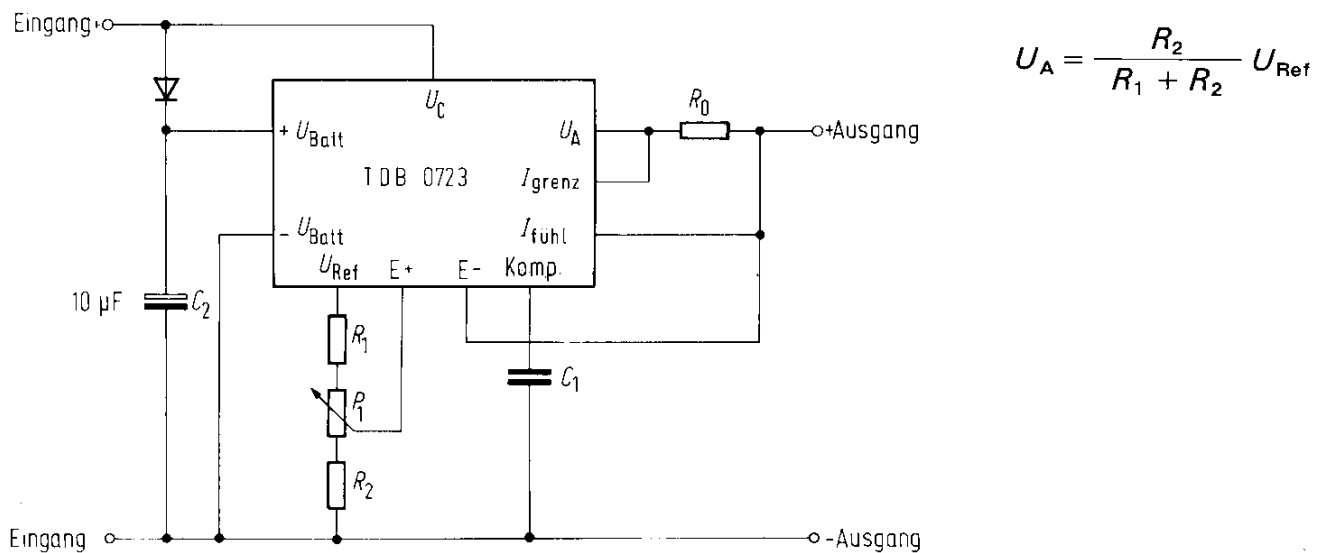 Eingang+
U_C
R_0
+ U_Batt
U_A
+Ausgang
TDB 0723
I_grenz
- U_Batt
I_fühl
U_Ref E+ E- Komp.
10 µF C_2
R_1
P_1
C_1
R_2
Eingang
-Ausgang
U_A = R_2 / (R_1 + R_2) U_Ref